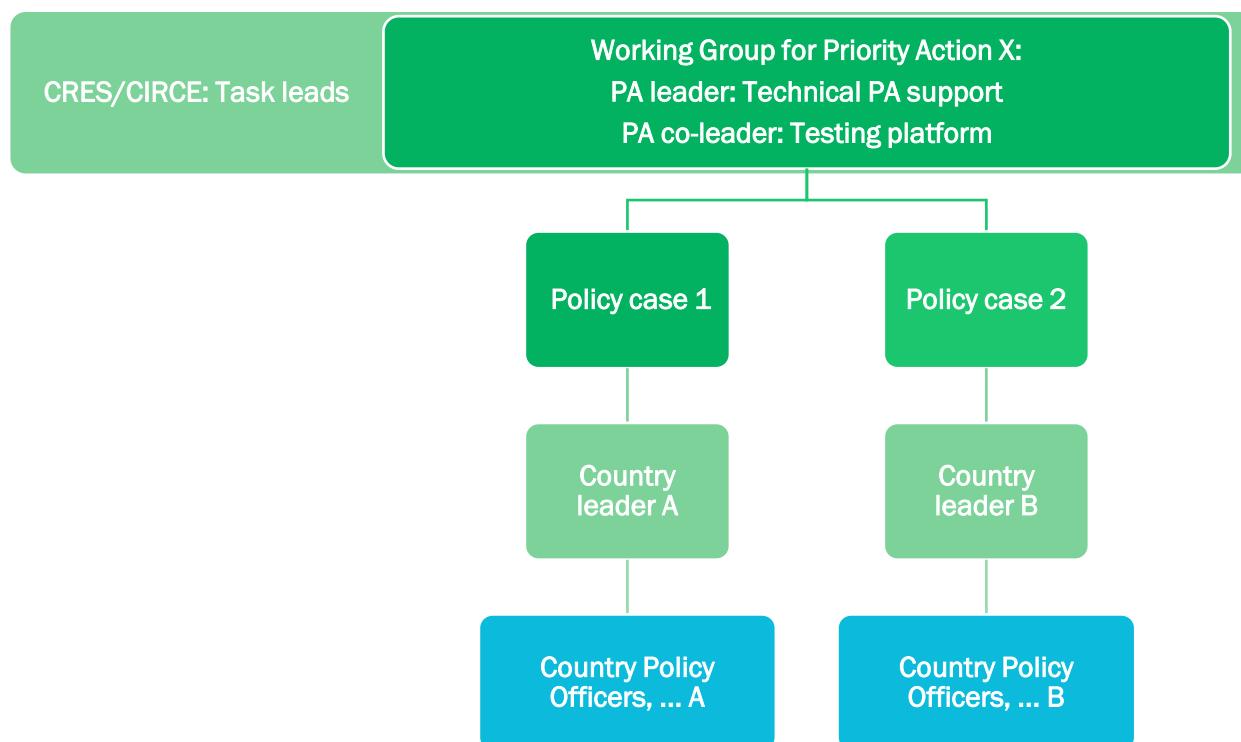 CRES/CIRCE: Task leads
Working Group for Priority Action X:
PA leader: Technical PA support
PA co-leader: Testing platform
Policy case 1
Policy case 2
Country
leader A
Country
leader B
Country Policy
Officers, ... A
Country Policy
Officers, ... B